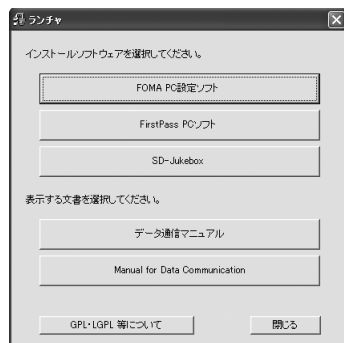 ランチャ
インストールソフトウェアを選択してください。
FOMA PC設定ソフト
FirstPass PCソフト
SD-Jukebox
表示する文書を選択してください。
データ通信マニュアル
Manual for Data Communication
GPL・LGPL 等について
閉じる